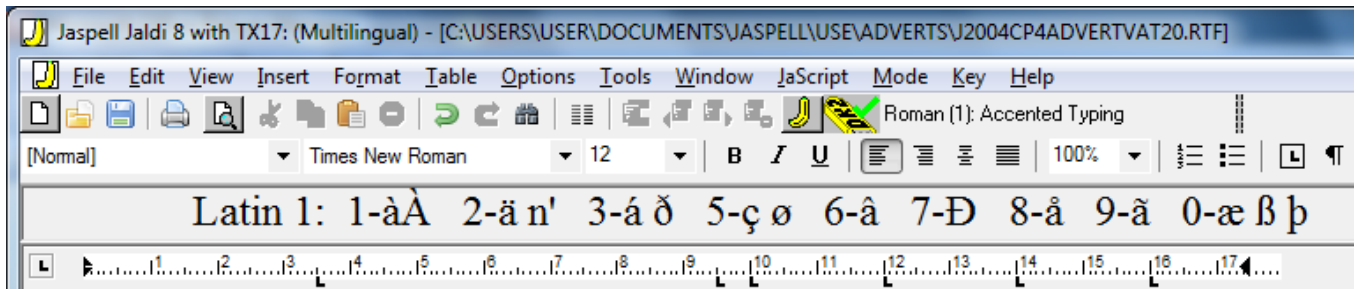 Jaspell Jaldi 8 with TX17: (Multilingual) - [C:\USERS\USER\DOCUMENTS\JASPELL\USE\ADVERTS\J2004CP4ADVERTVAT20.RTF]
File Edit View Insert Format Table Options Tools Window JaScript Mode Key Help
Roman (1): Accented Typing
[Normal] Times New Roman 12 B I U 100%
Latin 1: 1-àÀ 2-ä n' 3-á ð 5-ç ø 6-â 7-Ð 8-å 9-ã 0-æ ß þ
1 2 3 4 5 6 7 8 9 10 11 12 13 14 15 16 17